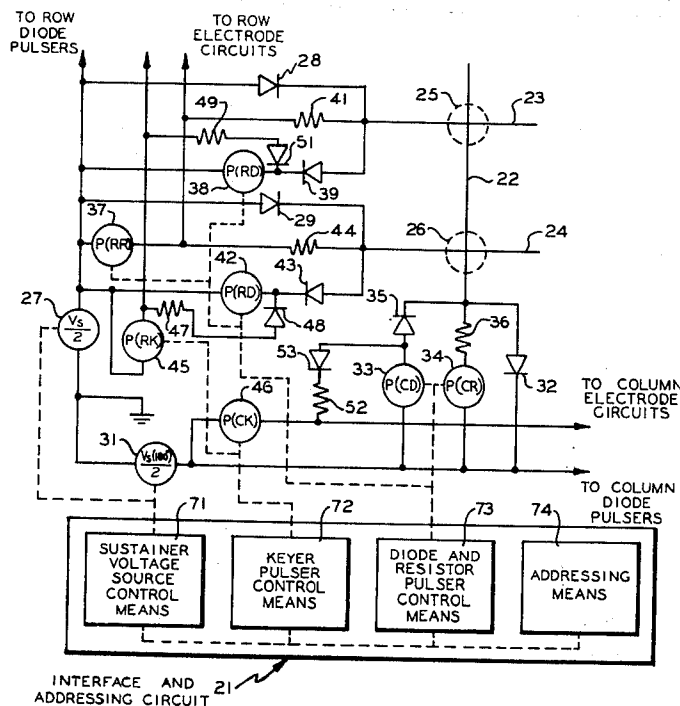 TO ROW
DIODE
PULSERS
TO ROW
ELECTRODE
CIRCUITS
28
49
41
25
23
51
P(RD)
38
39
22
37
29
44
P(RR)
26
24
42
43
27
P(RD)
35
36
Vs/2
47
48
53
33
34
P(RK)
45
46
P(CD)
P(CR)
32
P(CK)
52
TO COLUMN
ELECTRODE
CIRCUITS
31
Vs(180°)/2
TO COLUMN
DIODE
PULSERS
71
72
73
74
SUSTAINER
VOLTAGE
SOURCE
CONTROL
MEANS
KEYER
PULSER
CONTROL
MEANS
DIODE AND
RESISTOR
PULSER
CONTROL
MEANS
ADDRESSING
MEANS
INTERFACE AND
ADDRESSING CIRCUIT
21